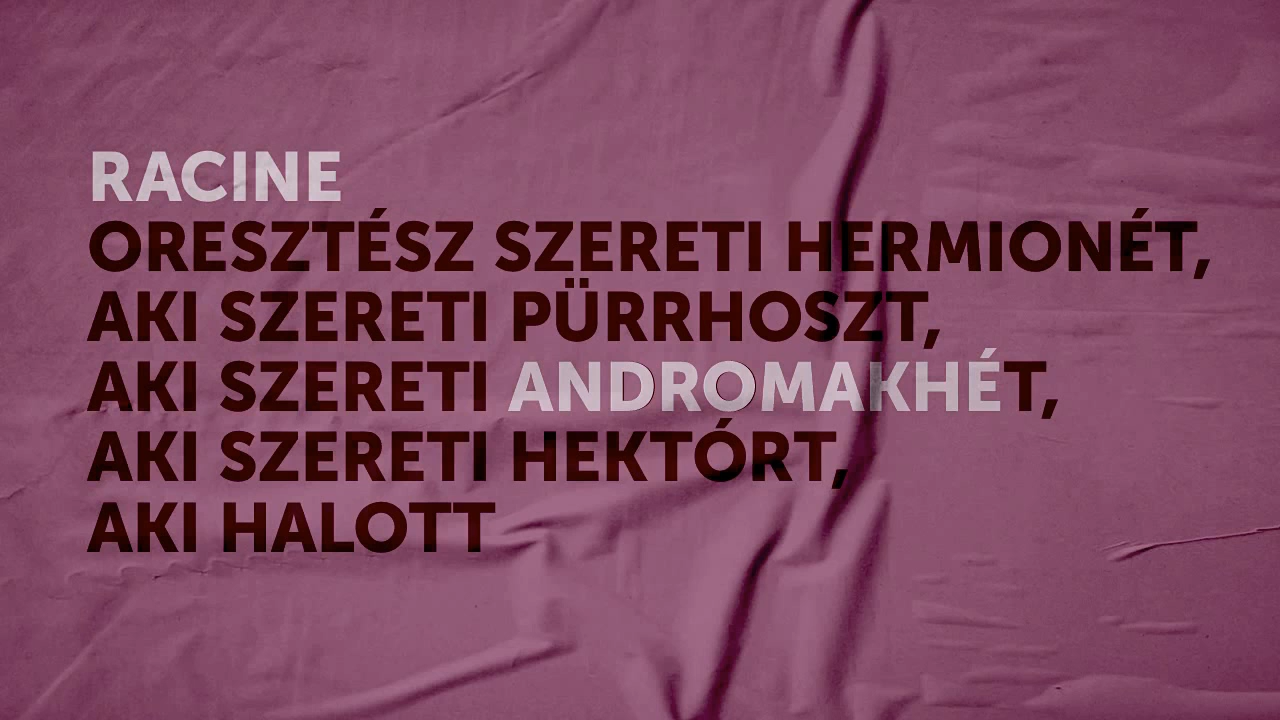 RACINE
ORESZTÉSZ SZERETI HERMIONÉT,
AKI SZERETI PÜRRHOSZT,
AKI SZERETI ANDROMAKHÉT,
AKI SZERETI HEKTÓRT,
AKI HALOTT